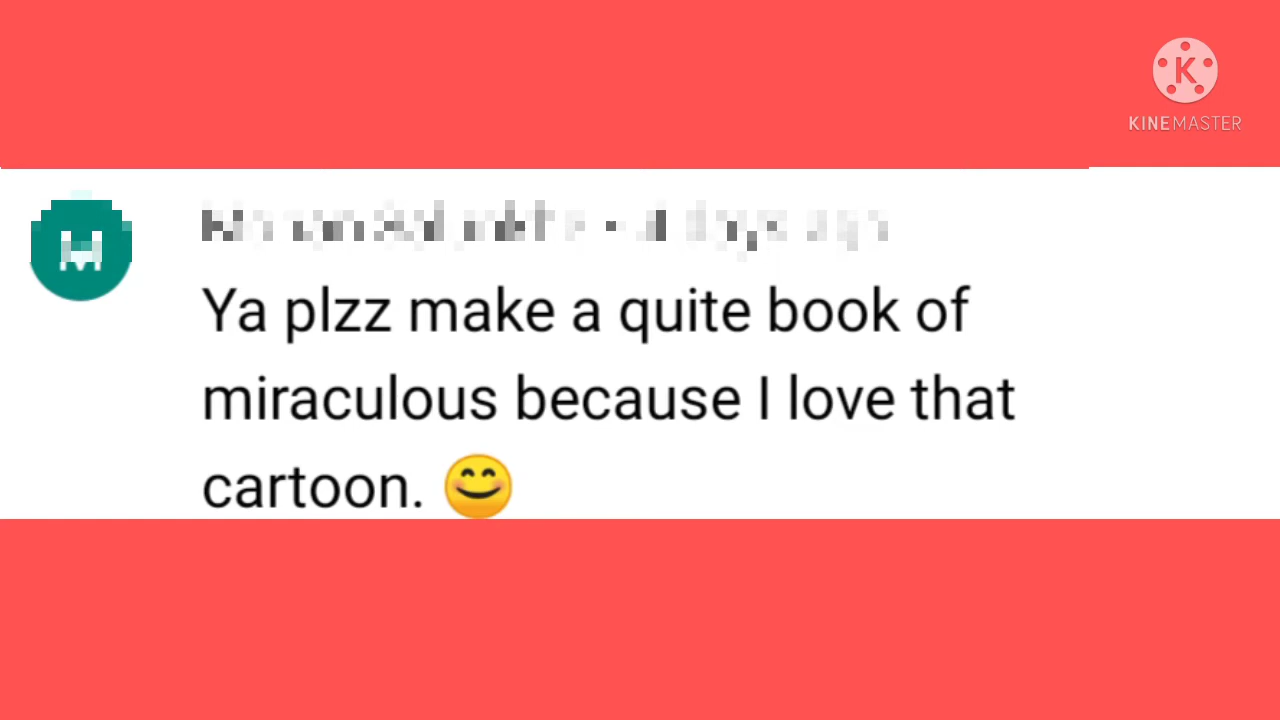 K
KINEMASTER
M
Ya plzz make a quite book of
miraculous because I love that
cartoon. 😊